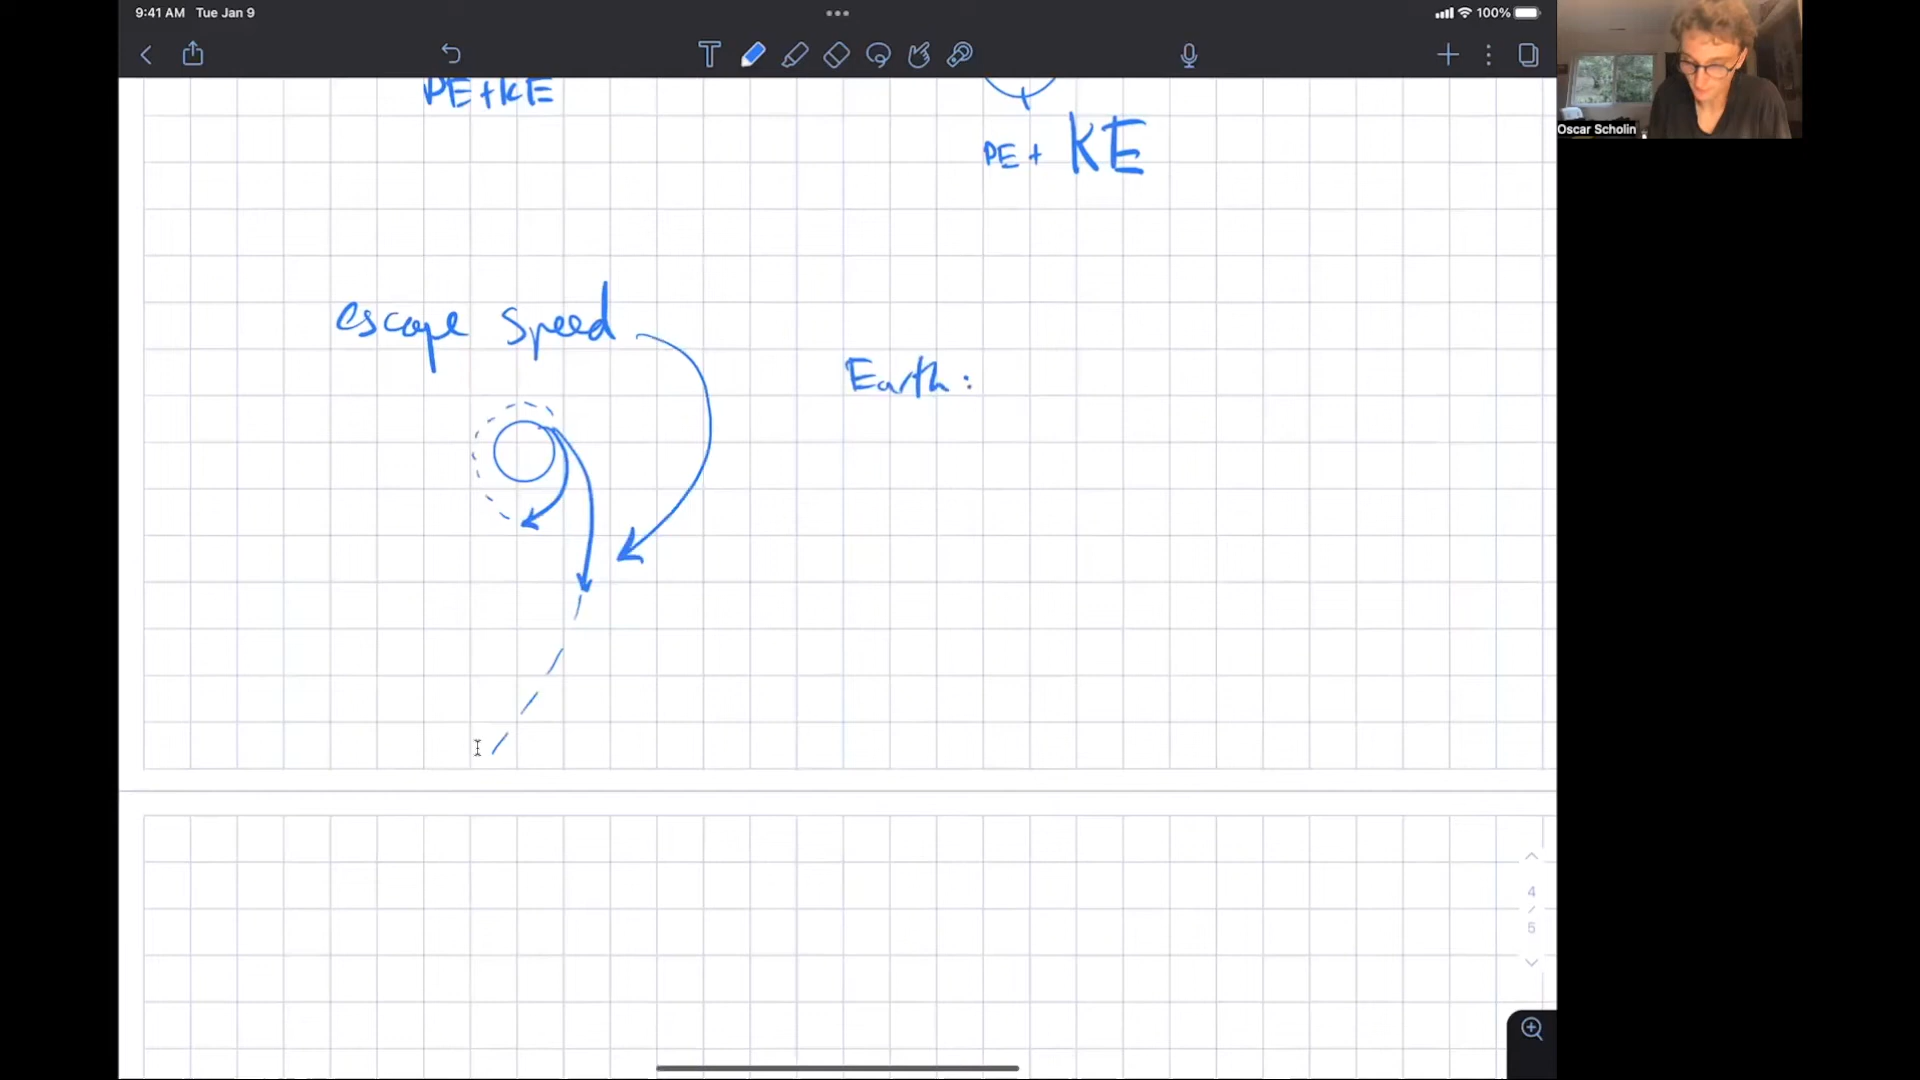 9:41 AM Tue Jan 9
100%
T
PE+KE
PE + KE
escape speed
Earth:
4
/
5
Oscar Scholin